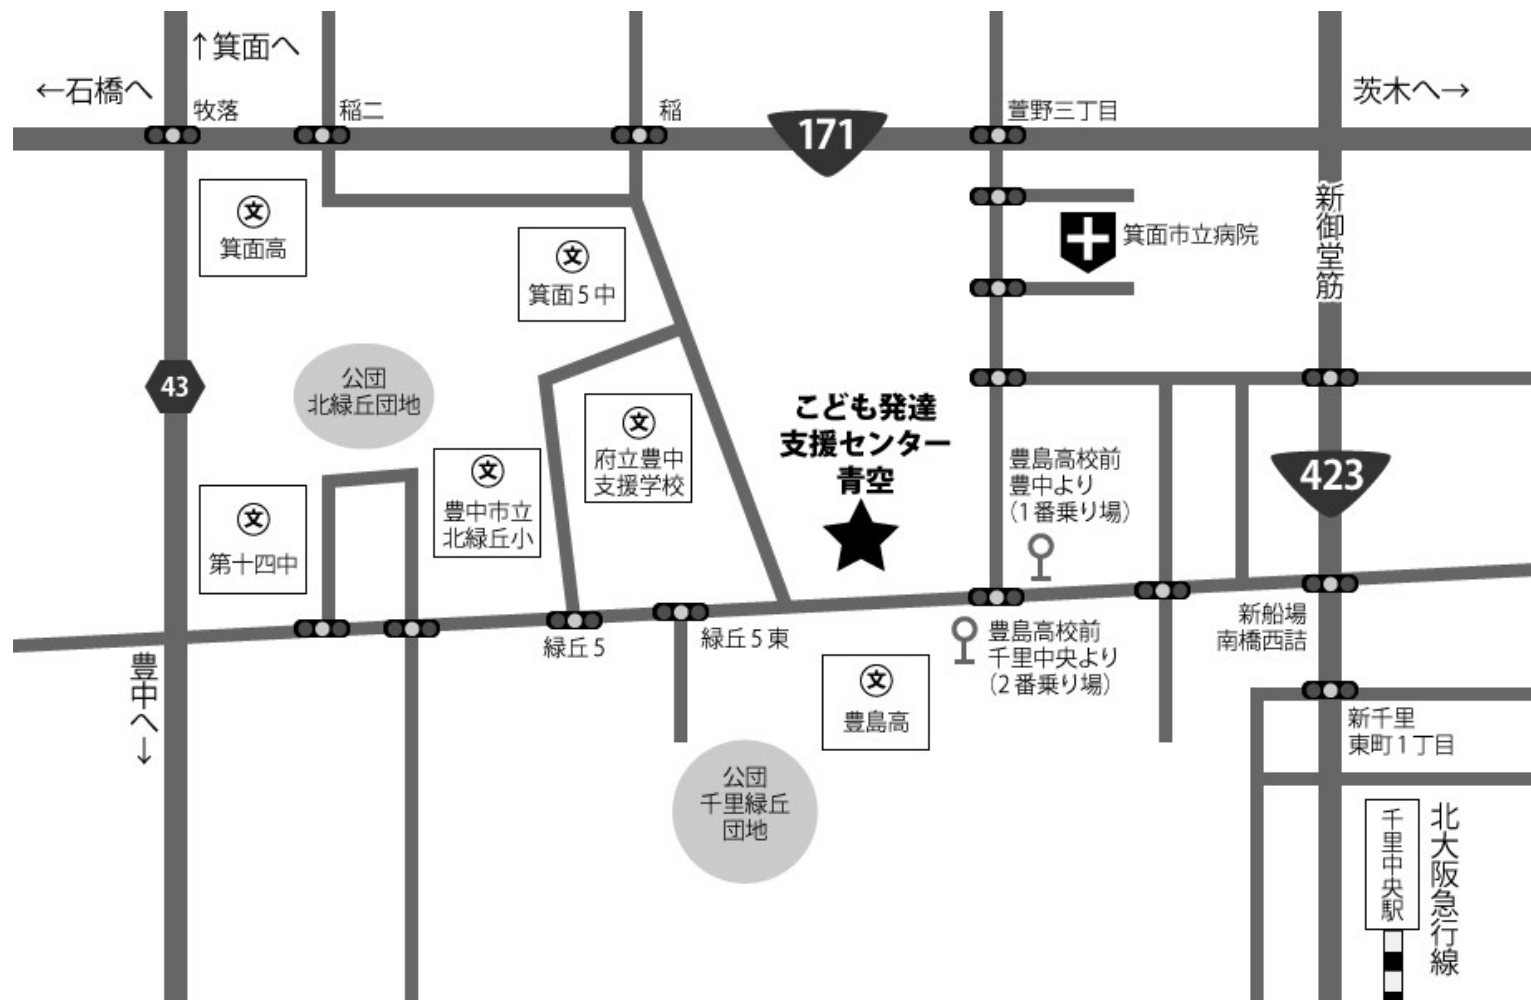 ↑箕面へ
←石橋へ
茨木へ→
牧落
稲二
稲
萱野三丁目
171
新御堂筋
文
箕面高
文
箕面5中
箕面市立病院
43
公団
北緑丘団地
文
府立豊中
支援学校
こども発達
支援センター
青空
豊島高校前
豊中より
(1番乗り場)
423
文
豊中市立
北緑丘小
文
第十四中
緑丘5
緑丘5東
豊島高校前
千里中央より
(2番乗り場)
新船場
南橋西詰
豊中へ→
文
豊島高
新千里
東町1丁目
公団
千里緑丘
団地
千里中央駅
北大阪急行線